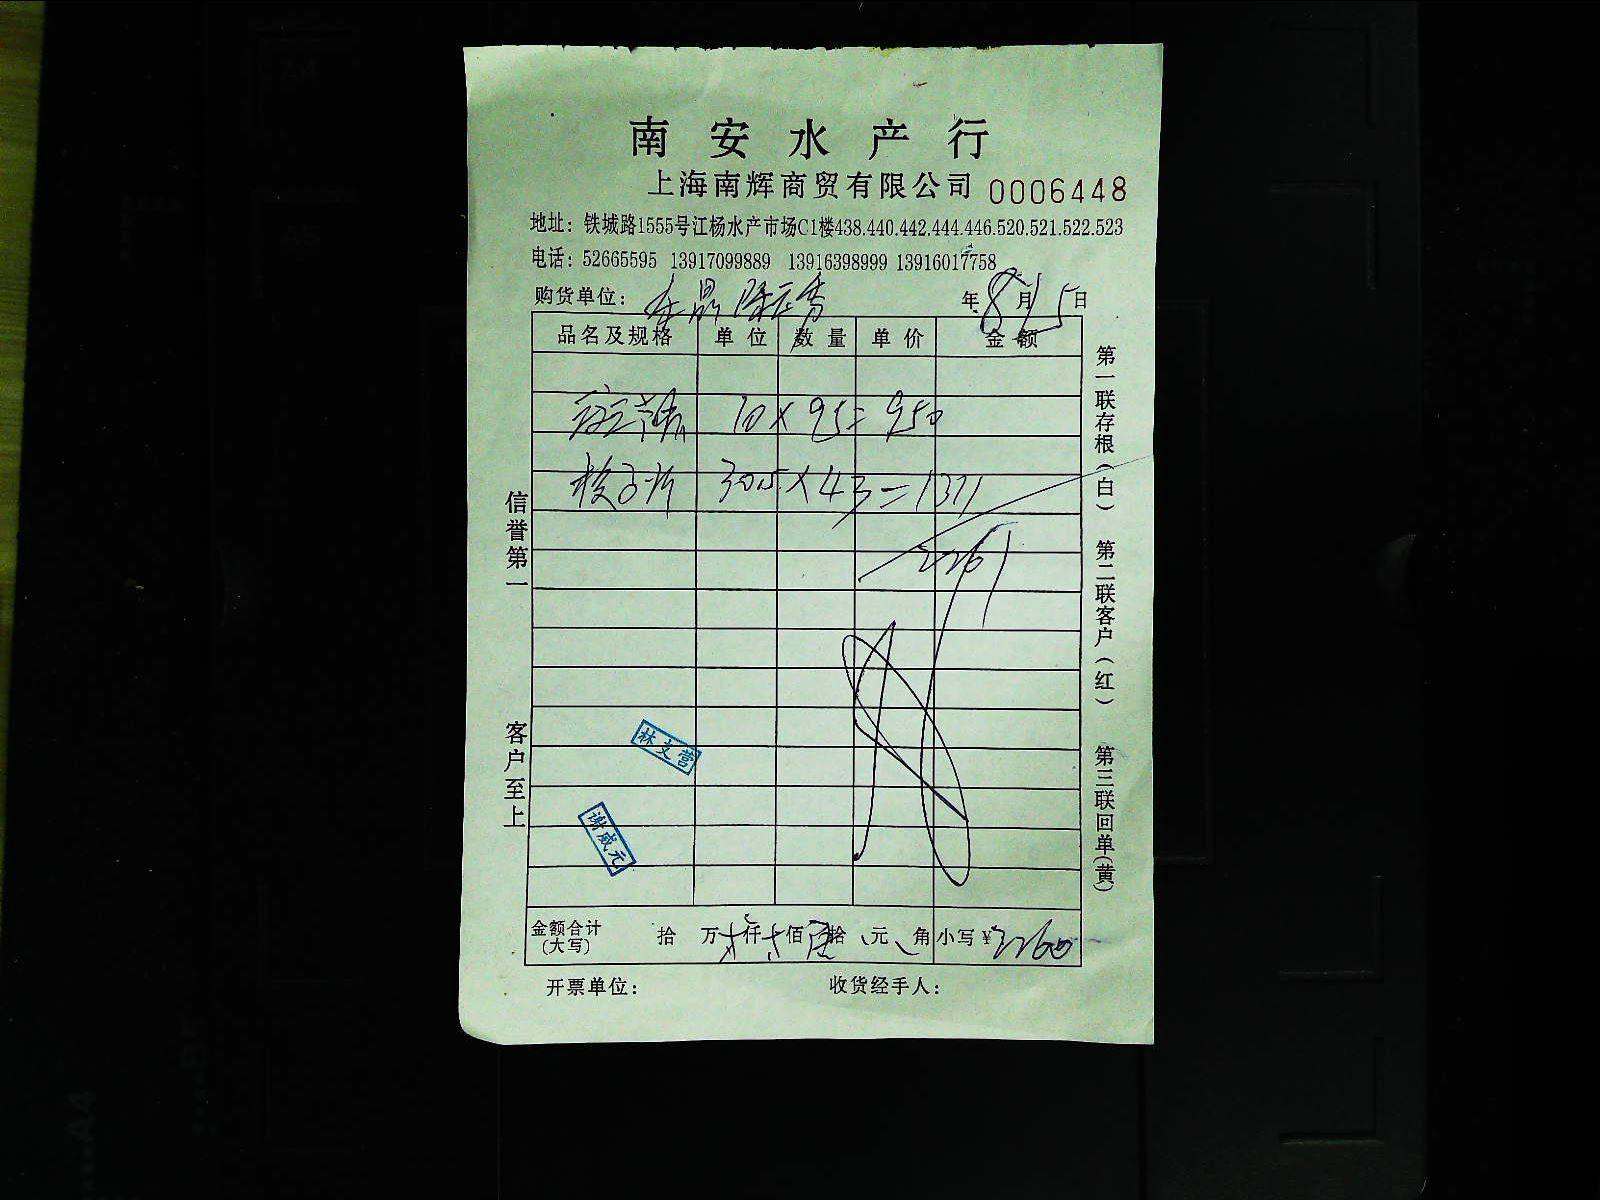 南安水产行
上海南辉商贸有限公司 0006448
地址：铁城路1555号江杨水产市场C1楼438.440.442.444.446.520.521.522.523
电话：52665595 13917099889 13916398999 13916017758
购货单位：
年8月15日
品名及规格 单位 数量 单价 金额
10×95=950
×43=1311
2261
信誉第一
客户至上
第一联存根（白）
第二联客户（红）
第三联回单（黄）
林文营
谢威元
金额合计（大写） 拾 万 仟 佰 拾 元 角 小写¥2260
开票单位： 收货经手人：